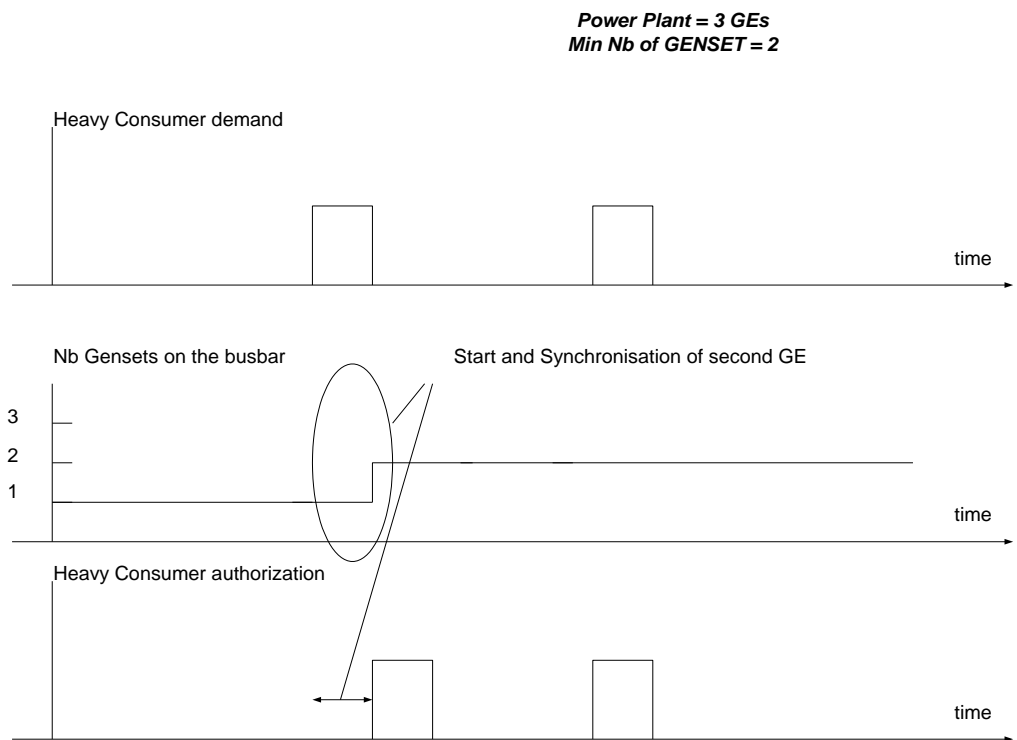 Power Plant = 3 GEs
Min Nb of GENSET = 2
Heavy Consumer demand
time
Nb Gensets on the busbar
Start and Synchronisation of second GE
3
2
1
time
Heavy Consumer authorization
time